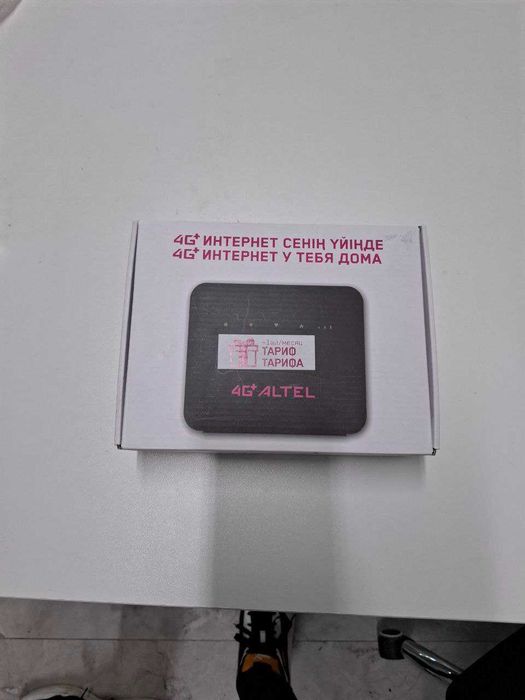 4G+ ИНТЕРНЕТ СЕНІҢ ҮЙІҢДЕ
4G+ ИНТЕРНЕТ У ТЕБЯ ДОМА
ТАРИФ
ТАРИФА
4G+ ALTEL